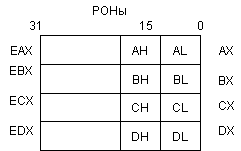 РОНы
31 15 0
EAX AH AL AX
EBX BH BL BX
ECX CH CL CX
EDX DH DL DX